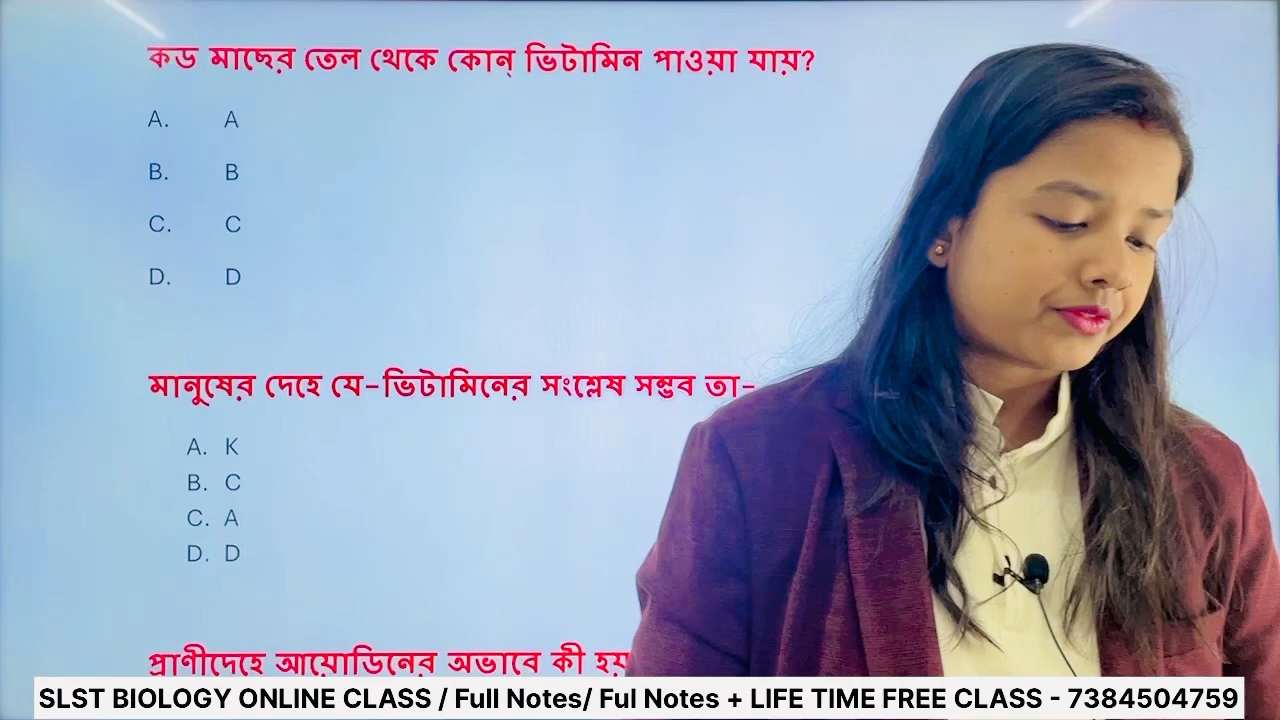 কড মাছের তেল থেকে কোন্ ভিটামিন পাওয়া যায়?
A. A
B. B
C. C
D. D
মানুষের দেহে যে-ভিটামিনের সংশ্লেষ সম্ভব তা-
A. K
B. C
C. A
D. D
প্রাণীদেহে আয়োডিনের অভাবে কী হয়
SLST BIOLOGY ONLINE CLASS / Full Notes/ Ful Notes + LIFE TIME FREE CLASS - 7384504759